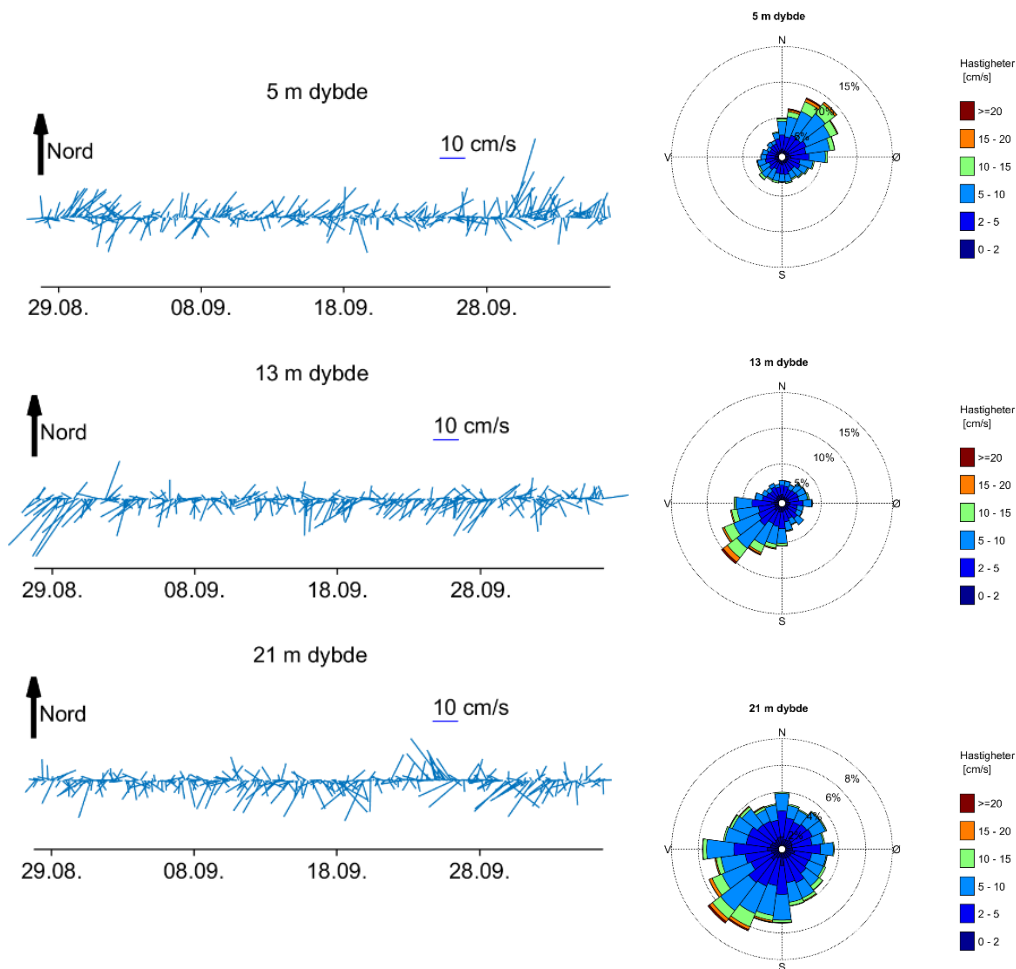 5 m dybde
Nord
10 cm/s
29.08.
08.09.
18.09.
28.09.
5 m dybde
N
15%
10%
5%
V
Ø
S
Hastigheter
[cm/s]
>=20
15 - 20
10 - 15
5 - 10
2 - 5
0 - 2
13 m dybde
Nord
10 cm/s
29.08.
08.09.
18.09.
28.09.
13 m dybde
N
15%
10%
5%
V
Ø
S
Hastigheter
[cm/s]
>=20
15 - 20
10 - 15
5 - 10
2 - 5
0 - 2
21 m dybde
Nord
10 cm/s
29.08.
08.09.
18.09.
28.09.
21 m dybde
N
8%
6%
4%
V
Ø
S
Hastigheter
[cm/s]
>=20
15 - 20
10 - 15
5 - 10
2 - 5
0 - 2